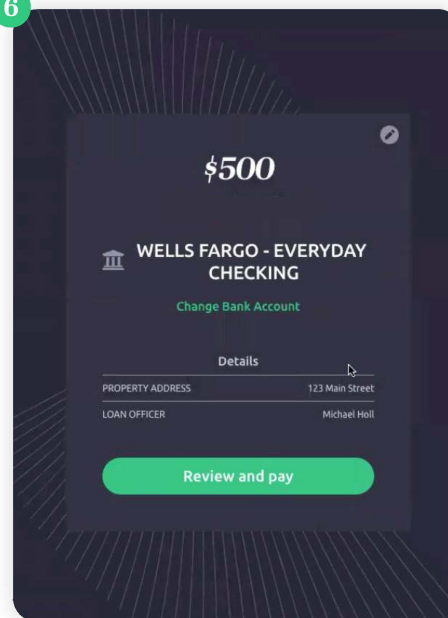 6
$500
WELLS FARGO - EVERYDAY
CHECKING
Change Bank Account
Details
PROPERTY ADDRESS 123 Main Street
LOAN OFFICER Michael Holl
Review and pay